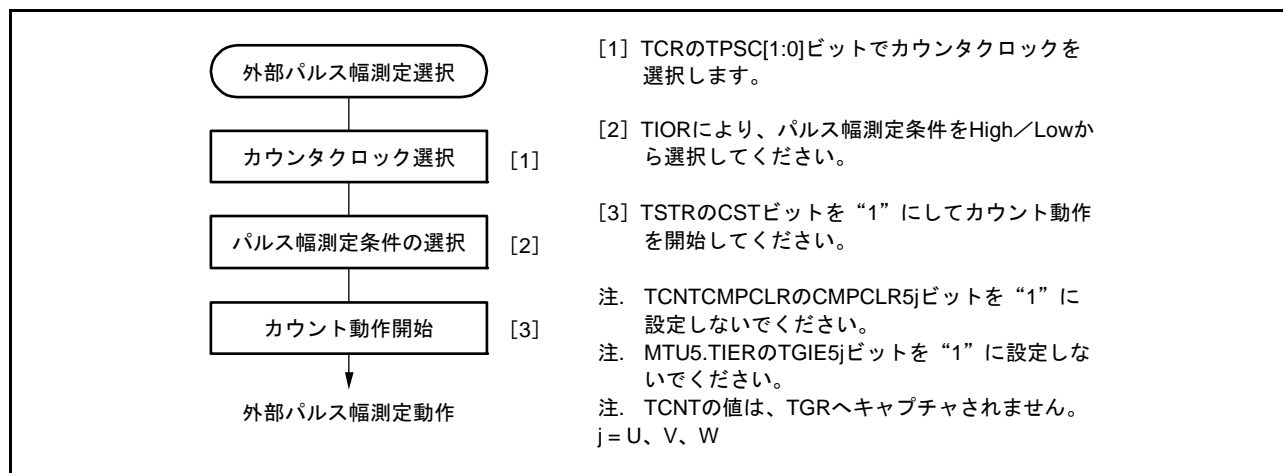 外部パルス幅測定選択
カウンタクロック選択 [1]
パルス幅測定条件の選択 [2]
カウント動作開始 [3]
外部パルス幅測定動作
[1] TCRのTPSC[1:0]ビットでカウンタクロックを
選択します。
[2] TIORにより、パルス幅測定条件をHigh／Lowか
ら選択してください。
[3] TSTRのCSTビットを“1”にしてカウント動作
を開始してください。
注. TCNTCMPCLRのCMPCLR5jビットを“1”に
設定しないでください。
注. MTU5.TIERのTGIE5jビットを“1”に設定しな
いでください。
注. TCNTの値は、TGRへキャプチャされません。
j = U、V、W